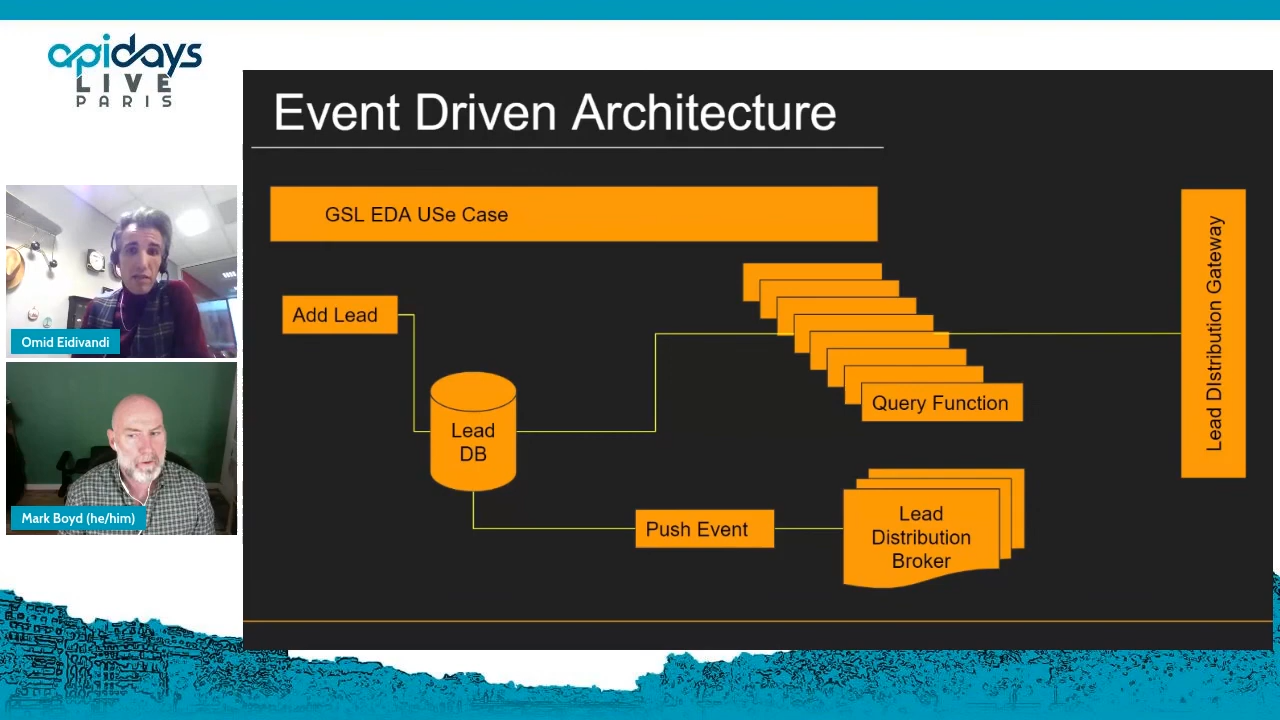 apidays
LIVE
PARIS
Event Driven Architecture
GSL EDA USe Case
Add Lead
Lead
DB
Query Function
Push Event
Lead
Distribution
Broker
Lead DIstribution Gateway
Omid Eidivandi
Mark Boyd (he/him)